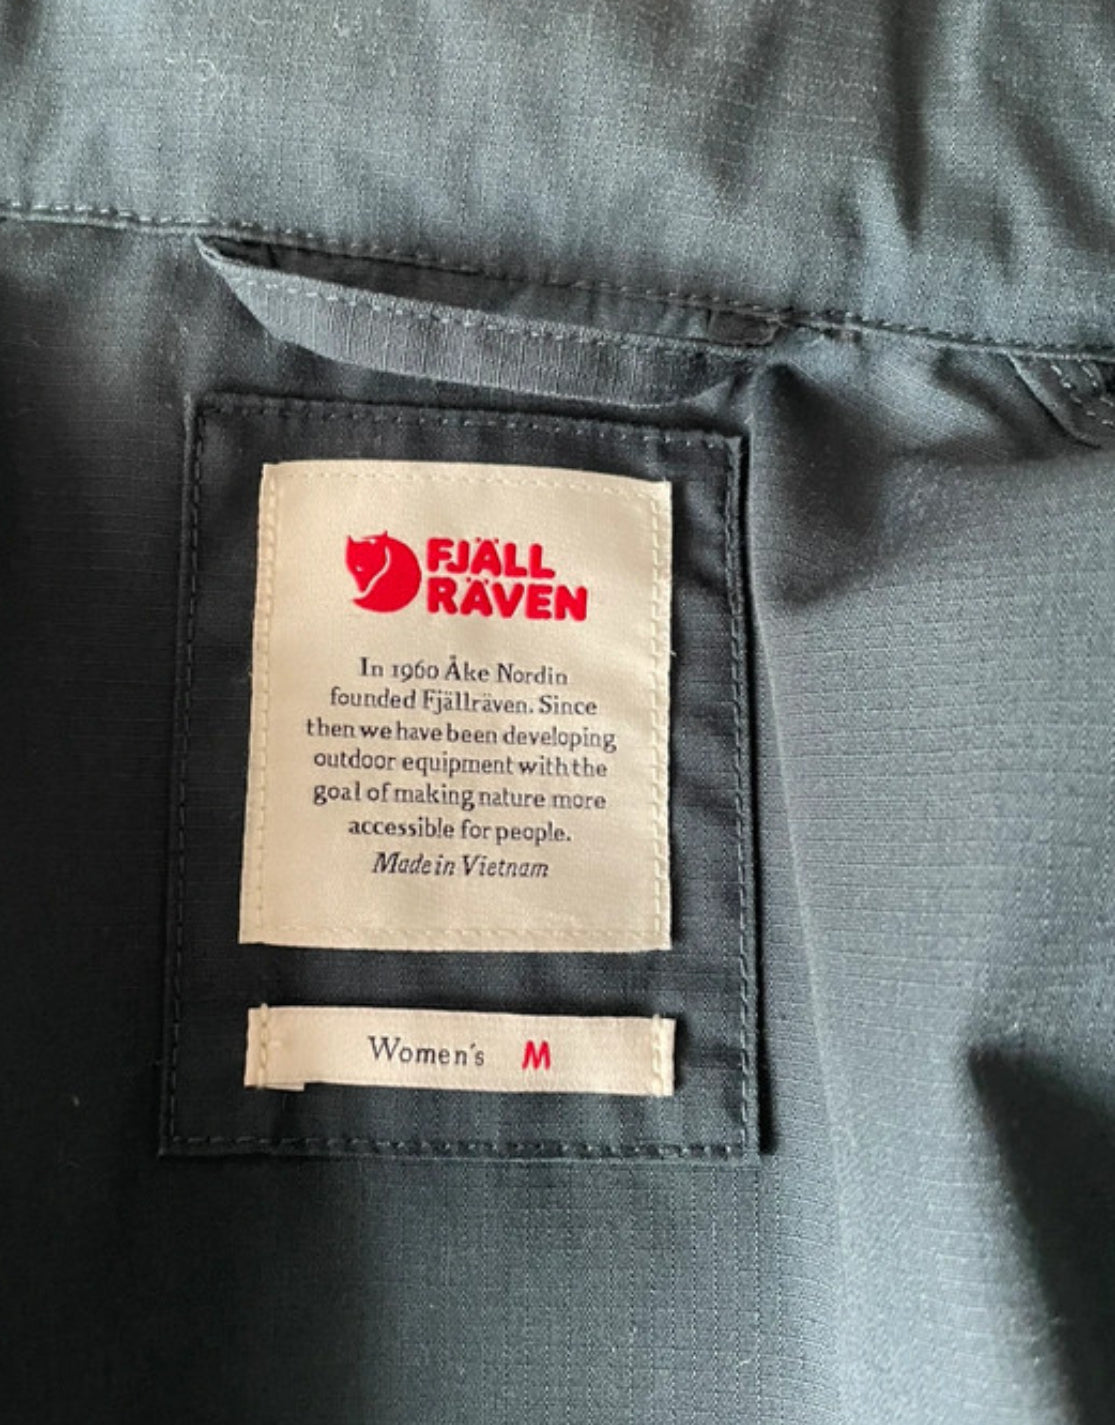 FJÄLL
RÄVEN
In 1960 Åke Nordin
founded Fjällräven. Since
then we have been developing
outdoor equipment with the
goal of making nature more
accessible for people.
Made in Vietnam
Women's M